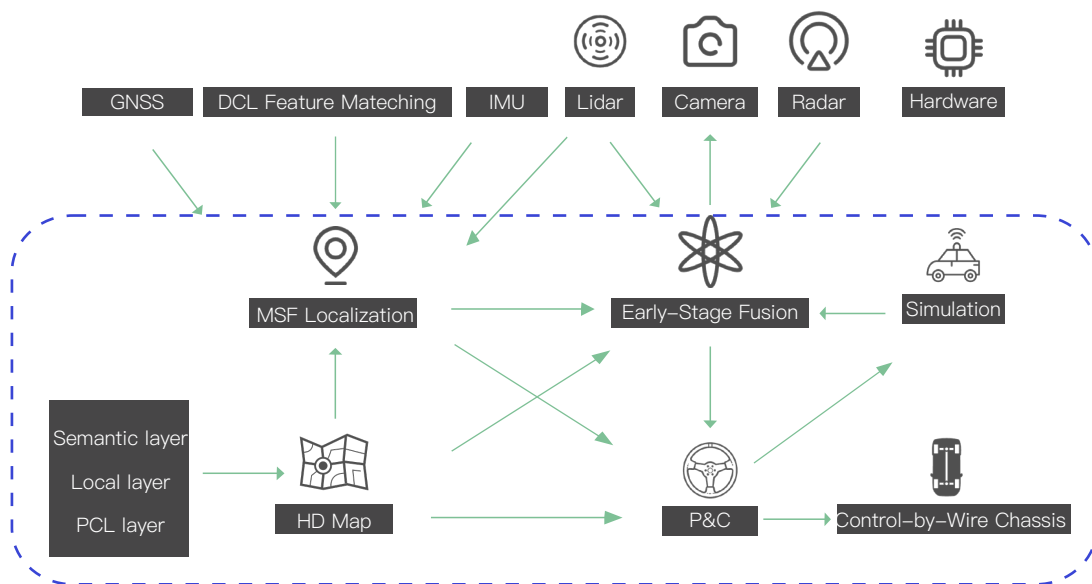 GNSS
DCL Feature Mateching
IMU
Lidar
Camera
Radar
Hardware
MSF Localization
Early-Stage Fusion
Simulation
Semantic layer
Local layer
PCL layer
HD Map
P&C
Control-by-Wire Chassis